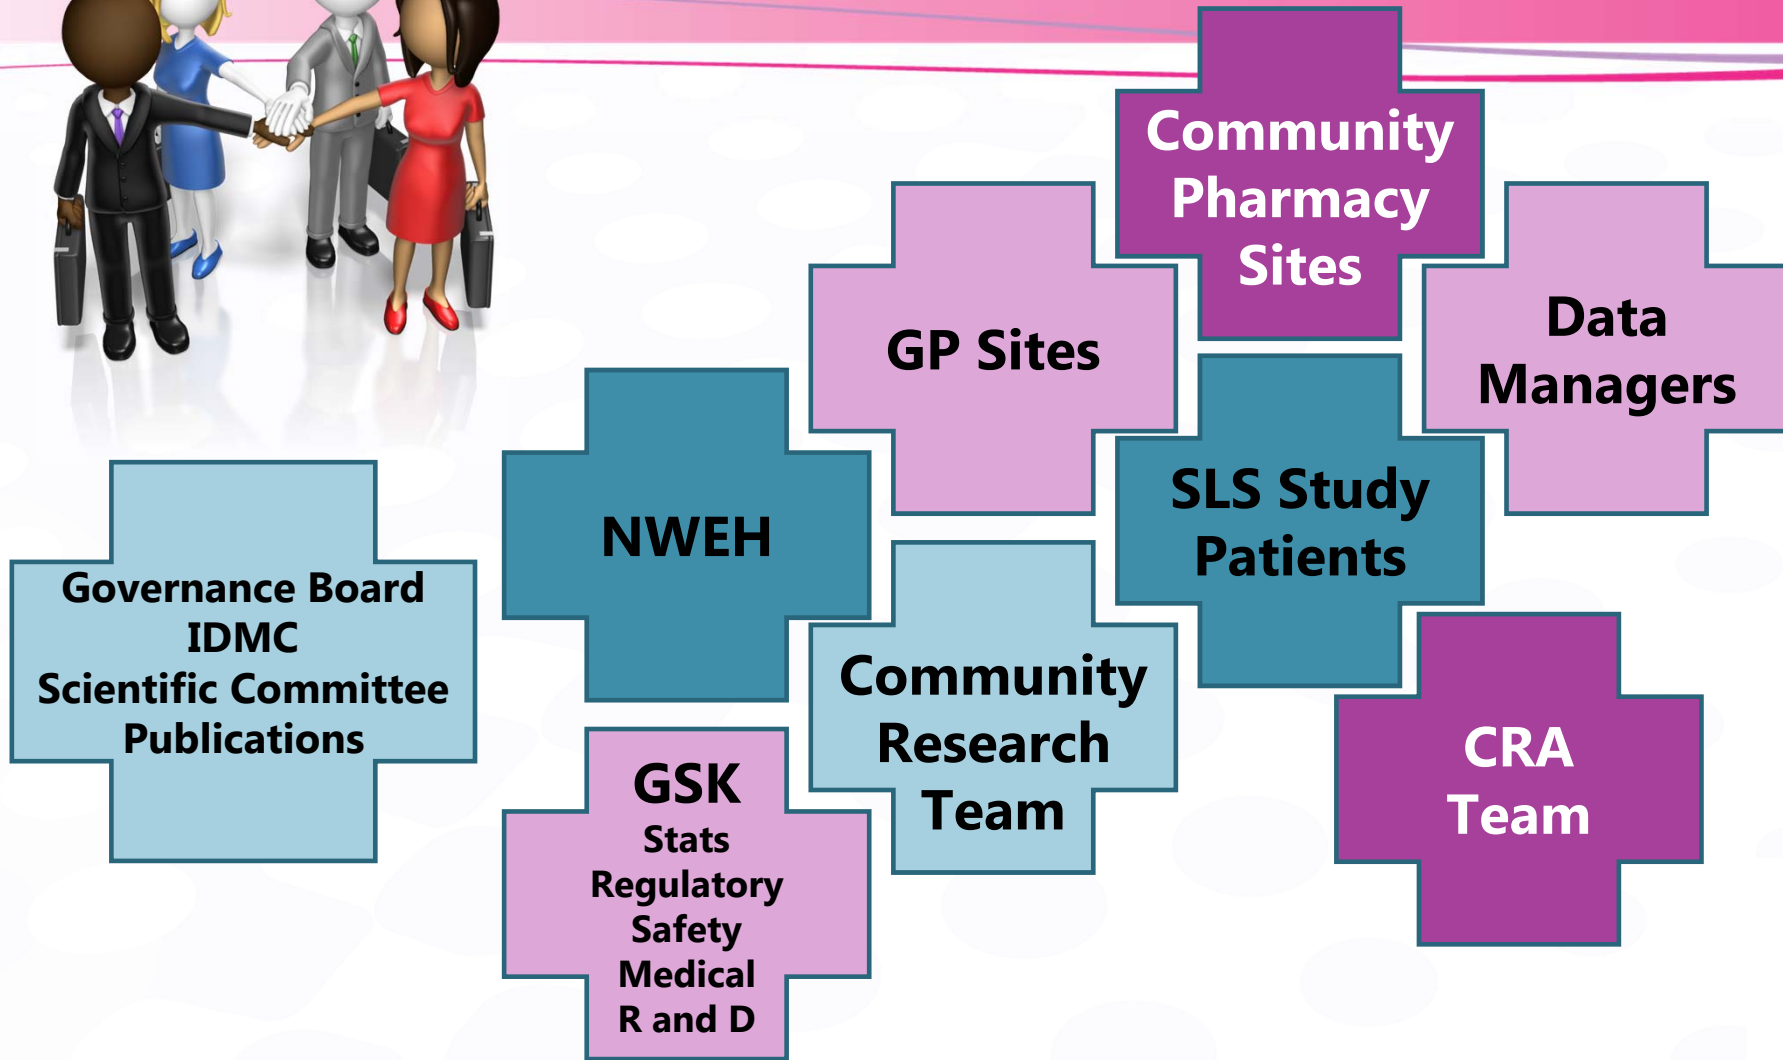 Community
Pharmacy
Sites
GP Sites
Data
Managers
NWEH
SLS Study
Patients
Governance Board
IDMC
Scientific Committee
Publications
Community
Research
Team
GSK
Stats
Regulatory
Safety
Medical
R and D
CRA
Team